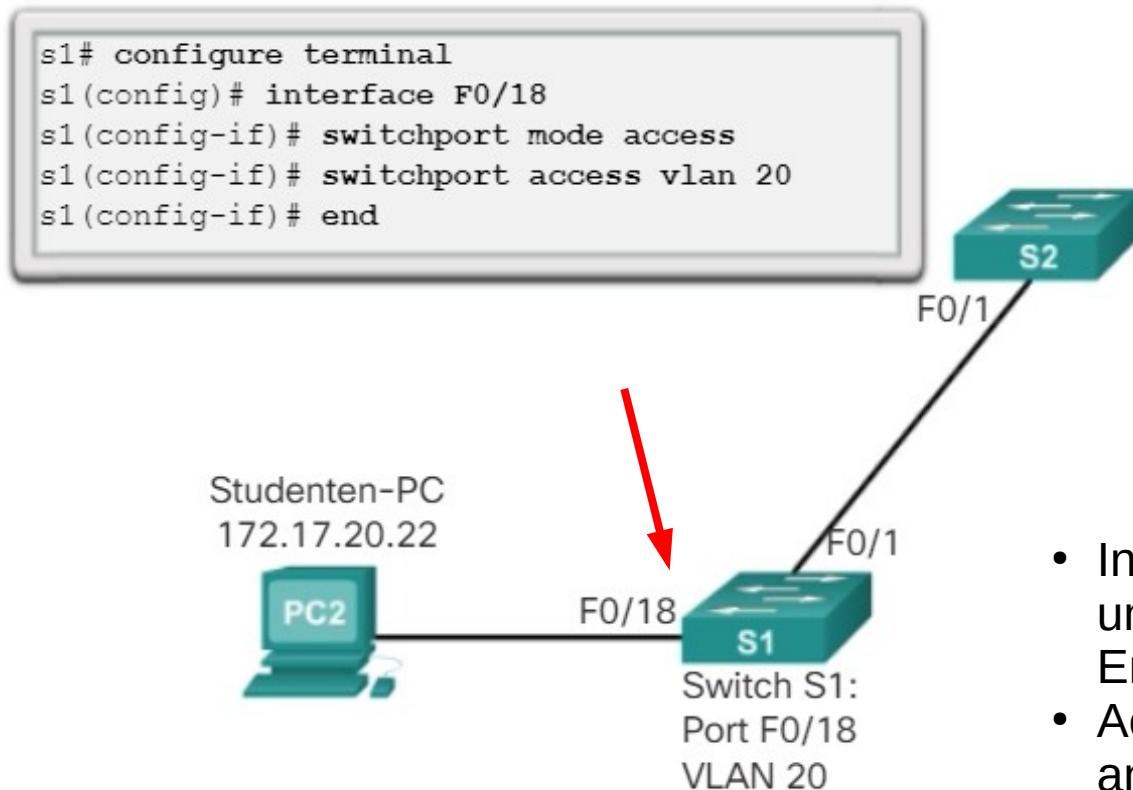 s1# configure terminal
s1(config)# interface F0/18
s1(config-if)# switchport mode access
s1(config-if)# switchport access vlan 20
s1(config-if)# end
S2
F0/1
Studenten-PC
172.17.20.22
F0/1
PC2
F0/18
S1
Switch S1:
Port F0/18
VLAN 20